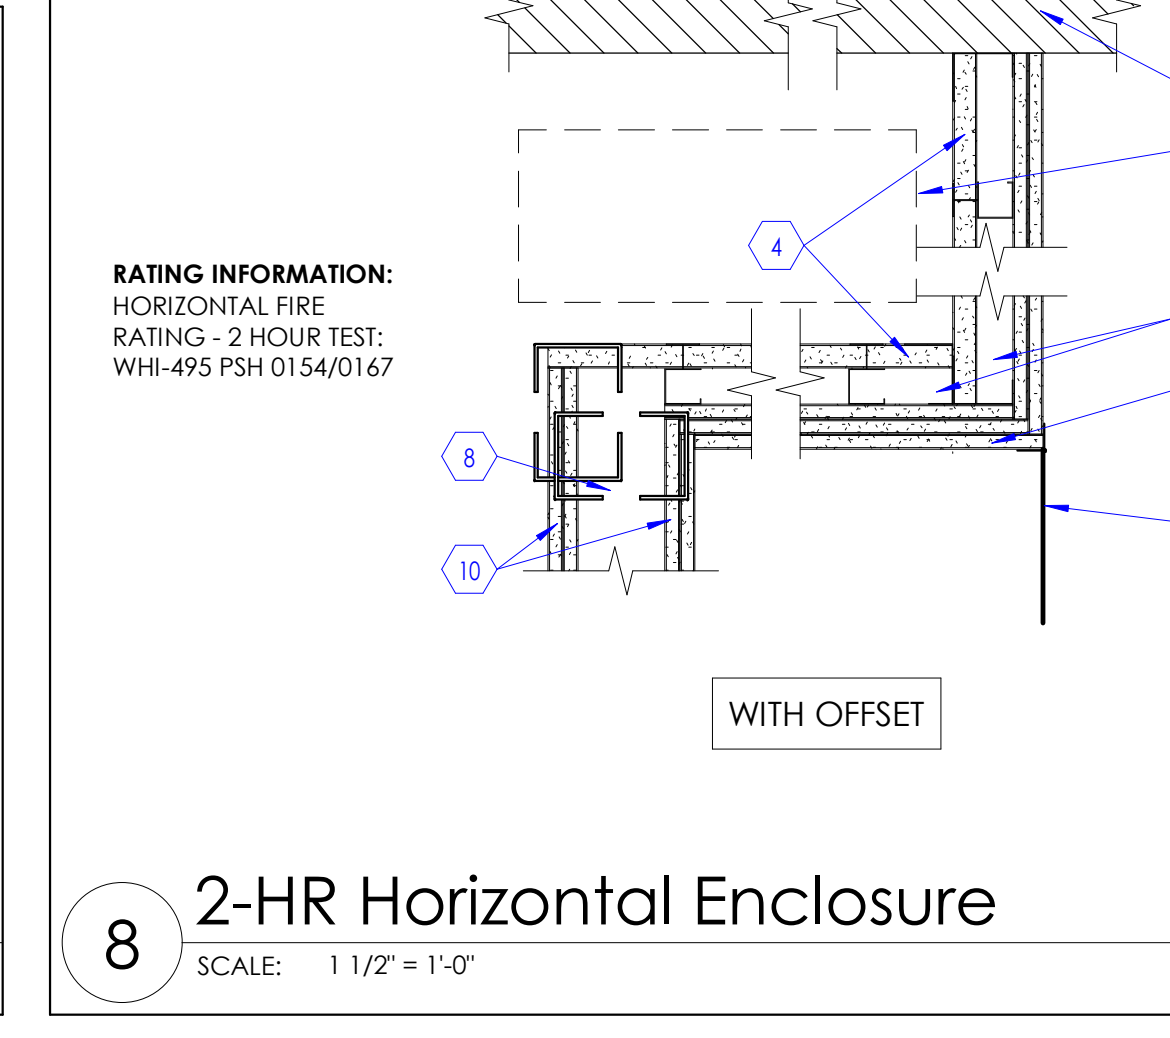 4
RATING INFORMATION:
HORIZONTAL FIRE
RATING - 2 HOUR TEST:
WHI-495 PSH 0154/0167
8
10
WITH OFFSET
8
2-HR Horizontal Enclosure
SCALE: 1 1/2" = 1'-0"